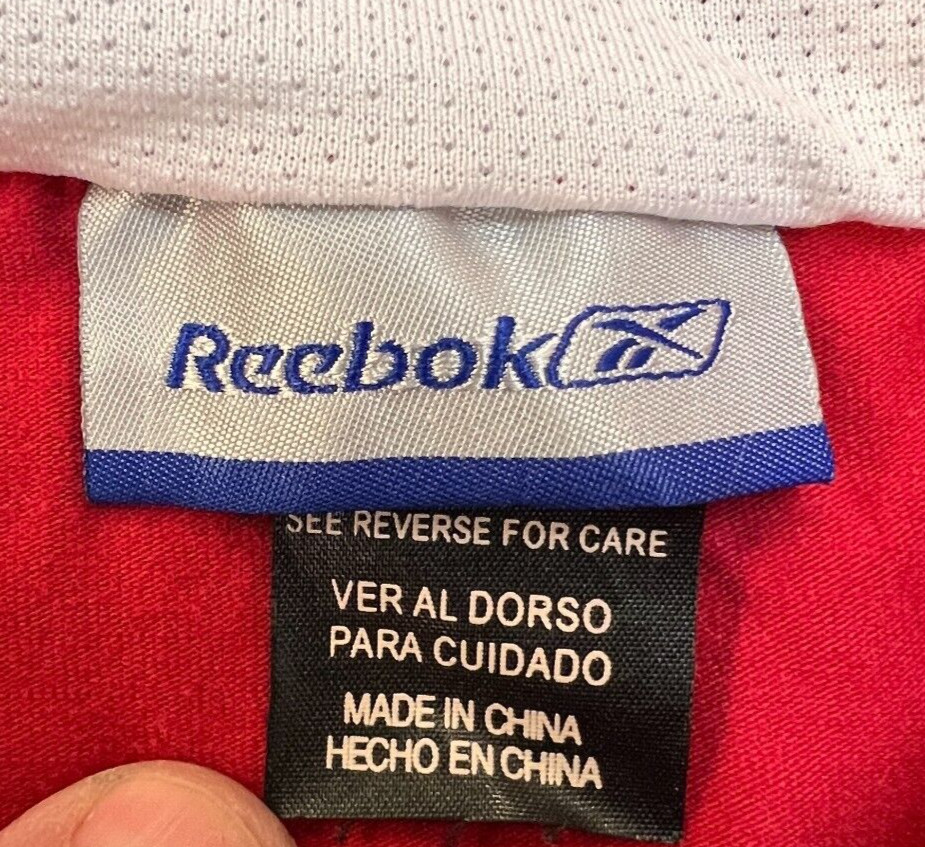 Reebok
SEE REVERSE FOR CARE
VER AL DORSO
PARA CUIDADO
MADE IN CHINA
HECHO EN CHINA